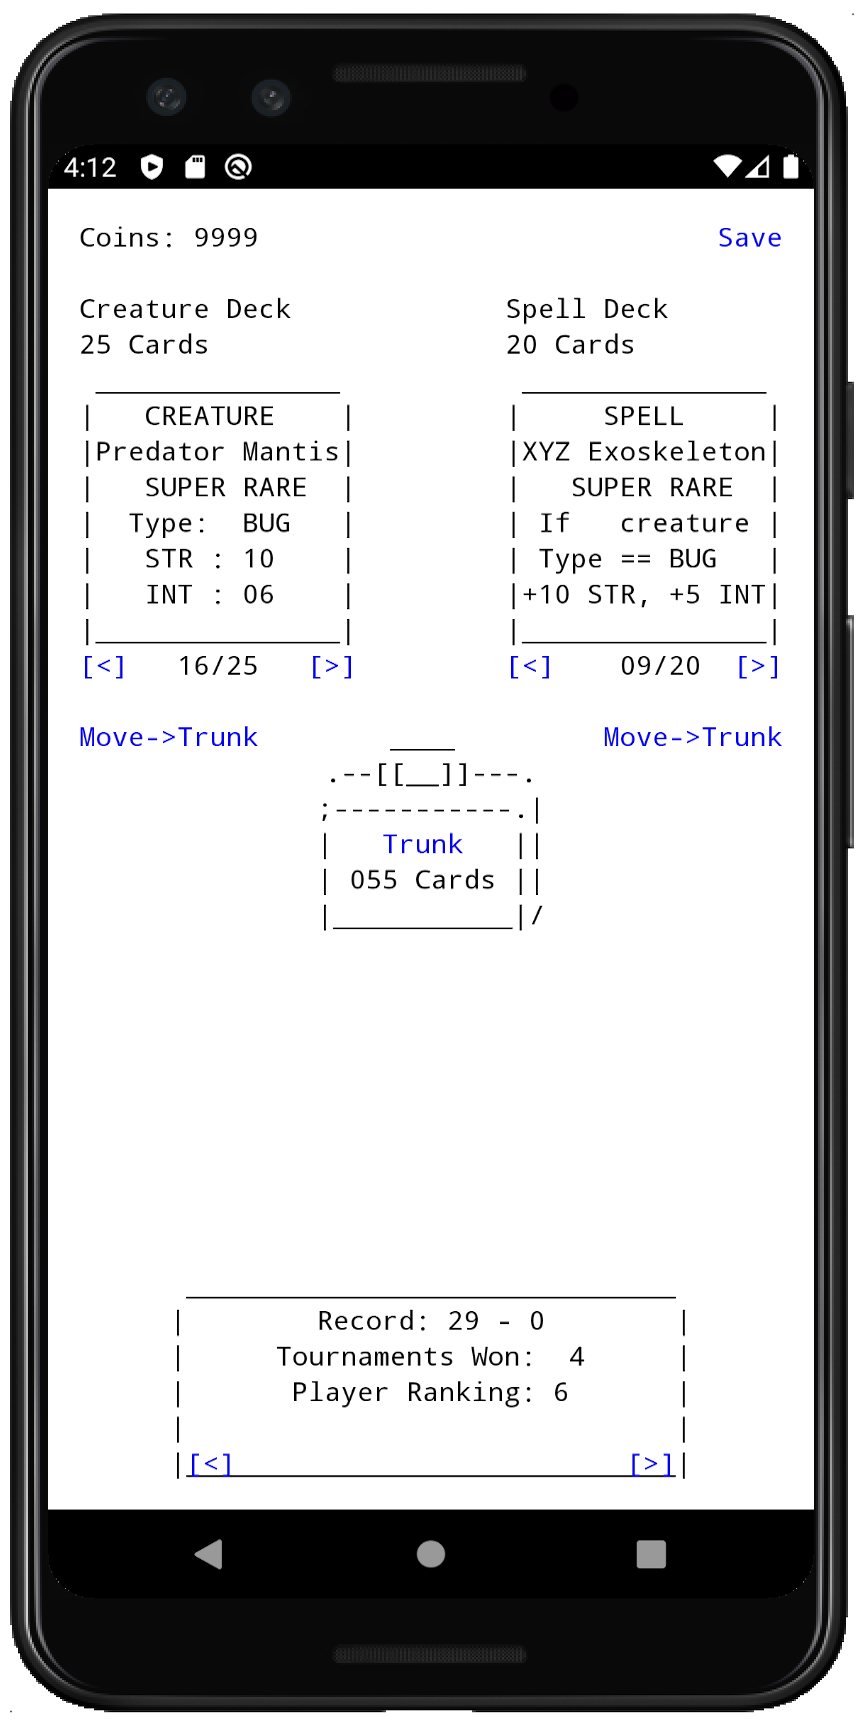 4:12
Coins: 9999 Save
Creature Deck Spell Deck
25 Cards 20 Cards
CREATURE SPELL
Predator Mantis XYZ Exoskeleton
SUPER RARE SUPER RARE
Type: BUG If creature
STR : 10 Type == BUG
INT : 06 +10 STR, +5 INT
[<] 16/25 [>] [<] 09/20 [>]
Move->Trunk Move->Trunk
.--[[__]]---.
;-----------.|
| Trunk ||
| 055 Cards ||
|___________|/
Record: 29 - 0
Tournaments Won: 4
Player Ranking: 6
[<] [>]